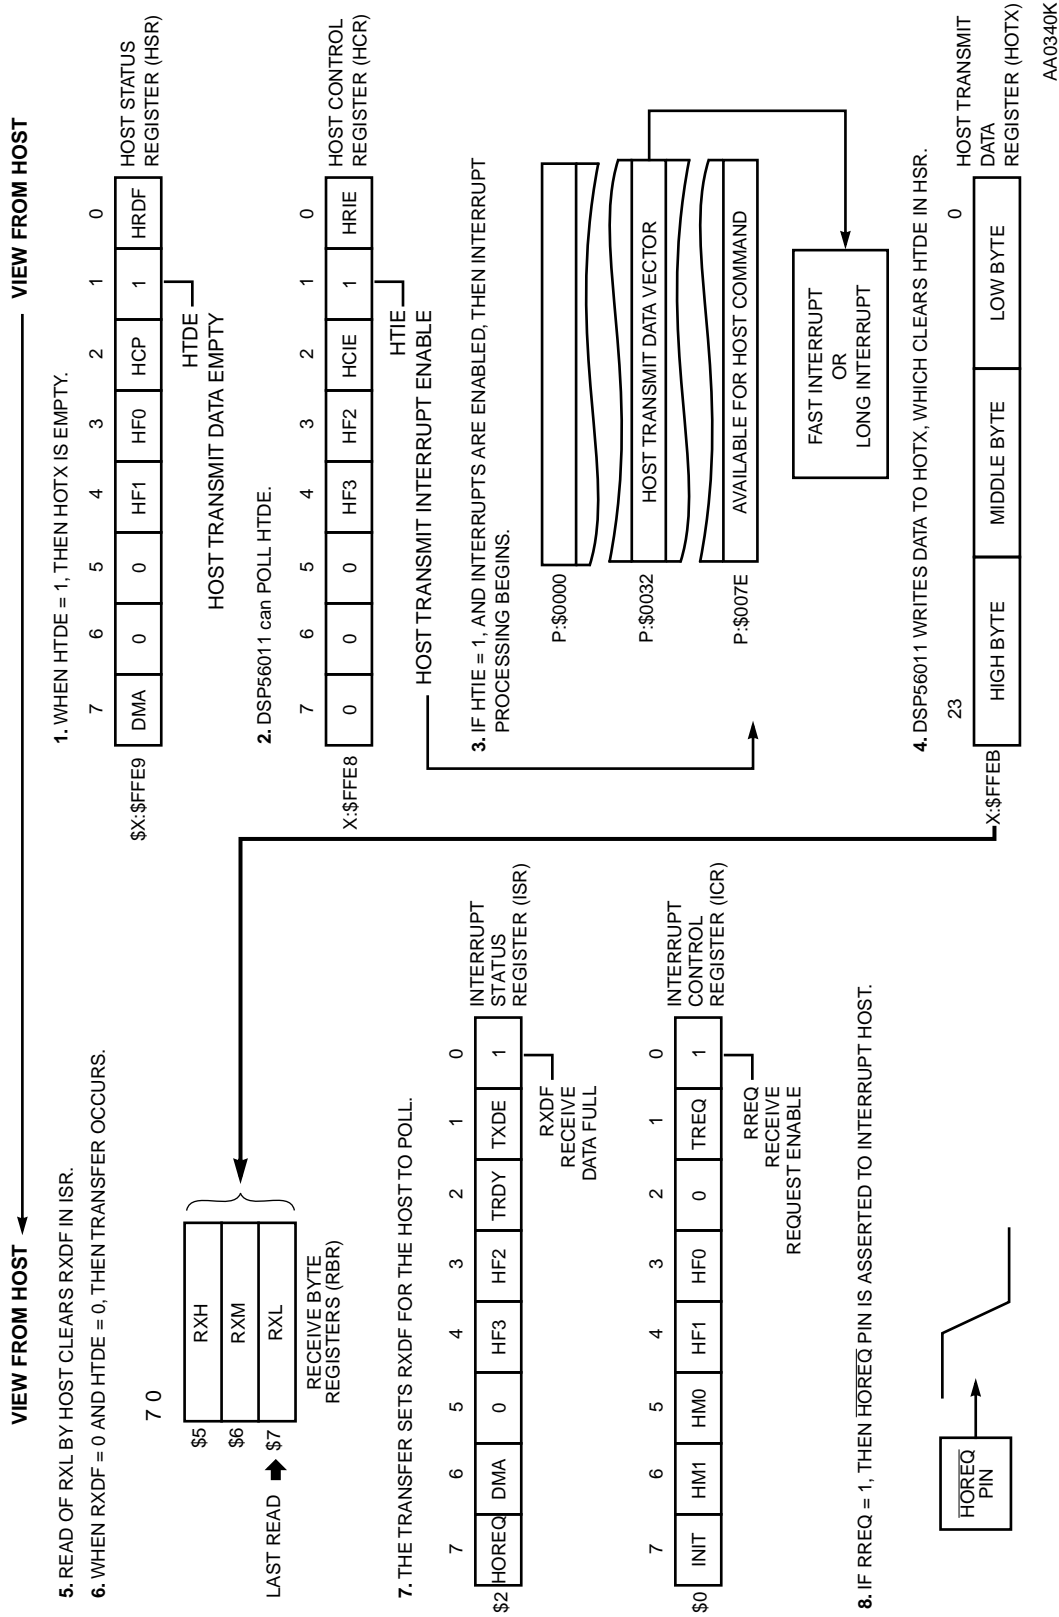 VIEW FROM HOST
VIEW FROM HOST
5. READ OF RXL BY HOST CLEARS RXDF IN ISR.
6. WHEN RXDF = 0 AND HTDE = 0, THEN TRANSFER OCCURS.
7 0
$5 RXH
$6 RXM
LAST READ $7 RXL
RECEIVE BYTE
REGISTERS (RBR)
7. THE TRANSFER SETS RXDF FOR THE HOST TO POLL.
7 6 5 4 3 2 1 0
$2 HOREQ DMA 0 HF3 HF2 TRDY TXDE 1
INTERRUPT
STATUS
REGISTER (ISR)
RXDF
RECEIVE
DATA FULL
7 6 5 4 3 2 1 0
$0 INIT HM1 HM0 HF1 HF0 0 TREQ 1
INTERRUPT
CONTROL
REGISTER (ICR)
RREQ
RECEIVE
REQUEST ENABLE
8. IF RREQ = 1, THEN HOREQ PIN IS ASSERTED TO INTERRUPT HOST.
HOREQ
PIN
1. WHEN HTDE = 1, THEN HOTX IS EMPTY.
7 6 5 4 3 2 1 0
$X:$FFE9 DMA 0 0 HF1 HF0 HCP 1 HRDF
HOST STATUS
REGISTER (HSR)
HTDE
HOST TRANSMIT DATA EMPTY
2. DSP56011 can POLL HTDE.
7 6 5 4 3 2 1 0
X:$FFE8 0 0 0 HF3 HF2 HCIE 1 HRIE
HOST CONTROL
REGISTER (HCR)
HTIE
HOST TRANSMIT INTERRUPT ENABLE
3. IF HTIE = 1, AND INTERRUPTS ARE ENABLED, THEN INTERRUPT
PROCESSING BEGINS.
P:$0000
P:$0032 HOST TRANSMIT DATA VECTOR
P:$007E AVAILABLE FOR HOST COMMAND
FAST INTERRUPT
OR
LONG INTERRUPT
4. DSP56011 WRITES DATA TO HOTX, WHICH CLEARS HTDE IN HSR.
23 0
X:$FFEB HIGH BYTE MIDDLE BYTE LOW BYTE
HOST TRANSMIT
DATA
REGISTER (HOTX)
AA0340K